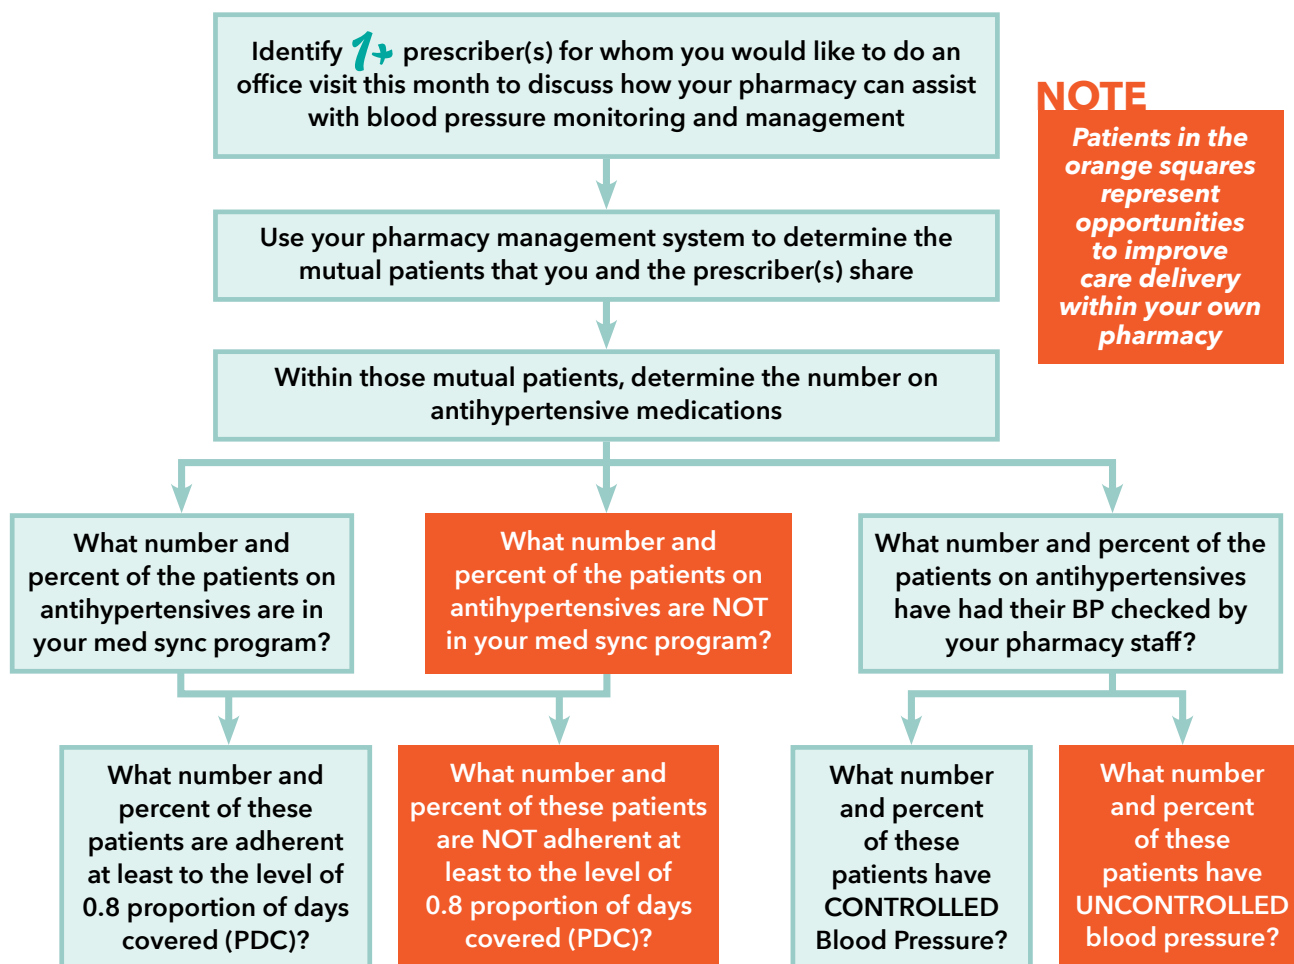 Identify 1+ prescriber(s) for whom you would like to do an
office visit this month to discuss how your pharmacy can assist
with blood pressure monitoring and management
NOTE
Patients in the
orange squares
represent
opportunities
to improve
care delivery
within your own
pharmacy
Use your pharmacy management system to determine the
mutual patients that you and the prescriber(s) share
Within those mutual patients, determine the number on
antihypertensive medications
What number and
percent of the patients on
antihypertensives are in
your med sync program?
What number and
percent of the patients on
antihypertensives are NOT
in your med sync program?
What number and percent of the
patients on antihypertensives
have had their BP checked by
your pharmacy staff?
What number and
percent of these
patients are adherent
at least to the level of
0.8 proportion of days
covered (PDC)?
What number and
percent of these patients
are NOT adherent at
least to the level of
0.8 proportion of days
covered (PDC)?
What number
and percent
of these
patients have
CONTROLLED
Blood Pressure?
What number
and percent
of these
patients have
UNCONTROLLED
blood pressure?